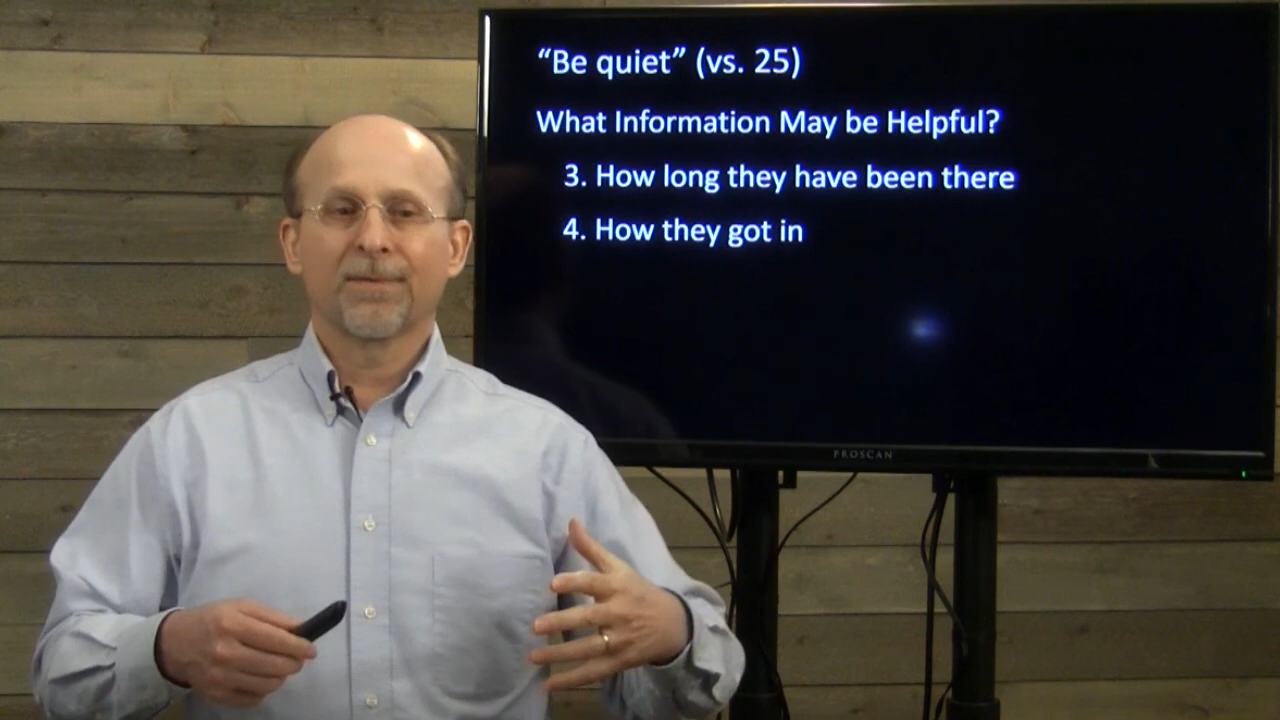 “Be quiet” (vs. 25)
What Information May be Helpful?
3. How long they have been there
4. How they got in
PROSCAN